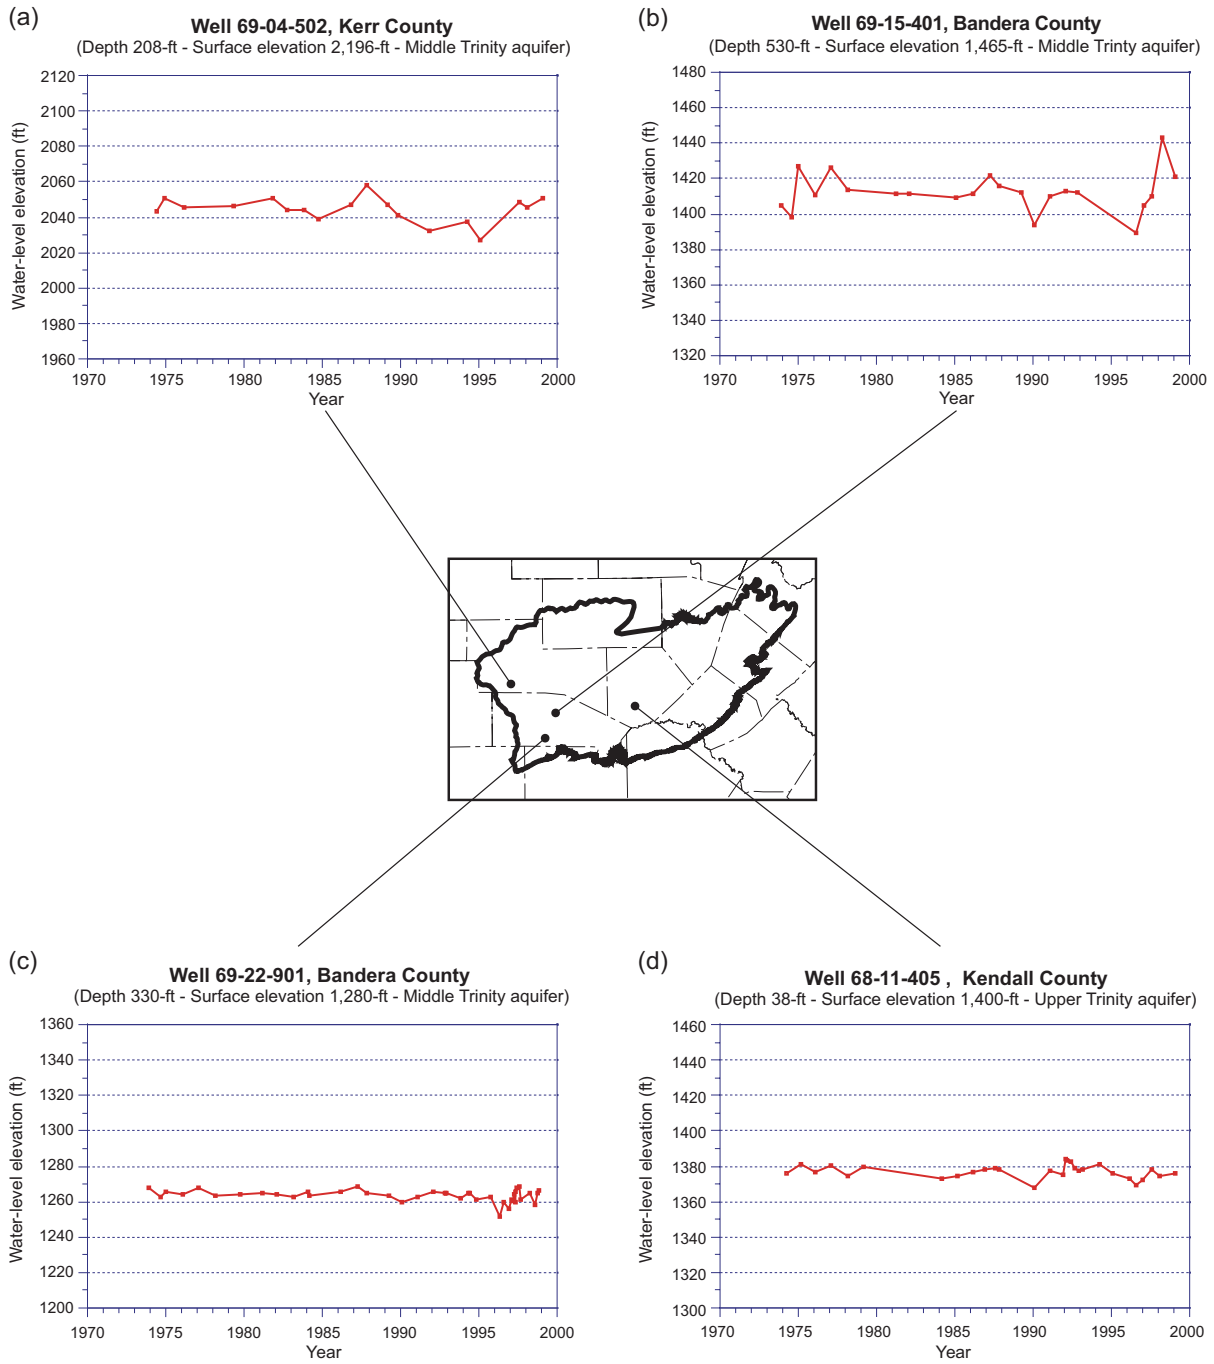 (a)
Well 69-04-502, Kerr County
(Depth 208-ft - Surface elevation 2,196-ft - Middle Trinity aquifer)
2120
2100
2080
2060
2040
2020
2000
1980
1960
Water-level elevation (ft)
1970 1975 1980 1985 1990 1995 2000
Year
(b)
Well 69-15-401, Bandera County
(Depth 530-ft - Surface elevation 1,465-ft - Middle Trinty aquifer)
1480
1460
1440
1420
1400
1380
1360
1340
1320
Water-level elevation (ft)
1970 1975 1980 1985 1990 1995 2000
Year
(c)
Well 69-22-901, Bandera County
(Depth 330-ft - Surface elevation 1,280-ft - Middle Trinity aquifer)
1360
1340
1320
1300
1280
1260
1240
1220
1200
Water-level elevation (ft)
1970 1975 1980 1985 1990 1995 2000
Year
(d)
Well 68-11-405 , Kendall County
(Depth 38-ft - Surface elevation 1,400-ft - Upper Trinity aquifer)
1460
1440
1420
1400
1380
1360
1340
1320
1300
Water-level elevation (ft)
1970 1975 1980 1985 1990 1995 2000
Year